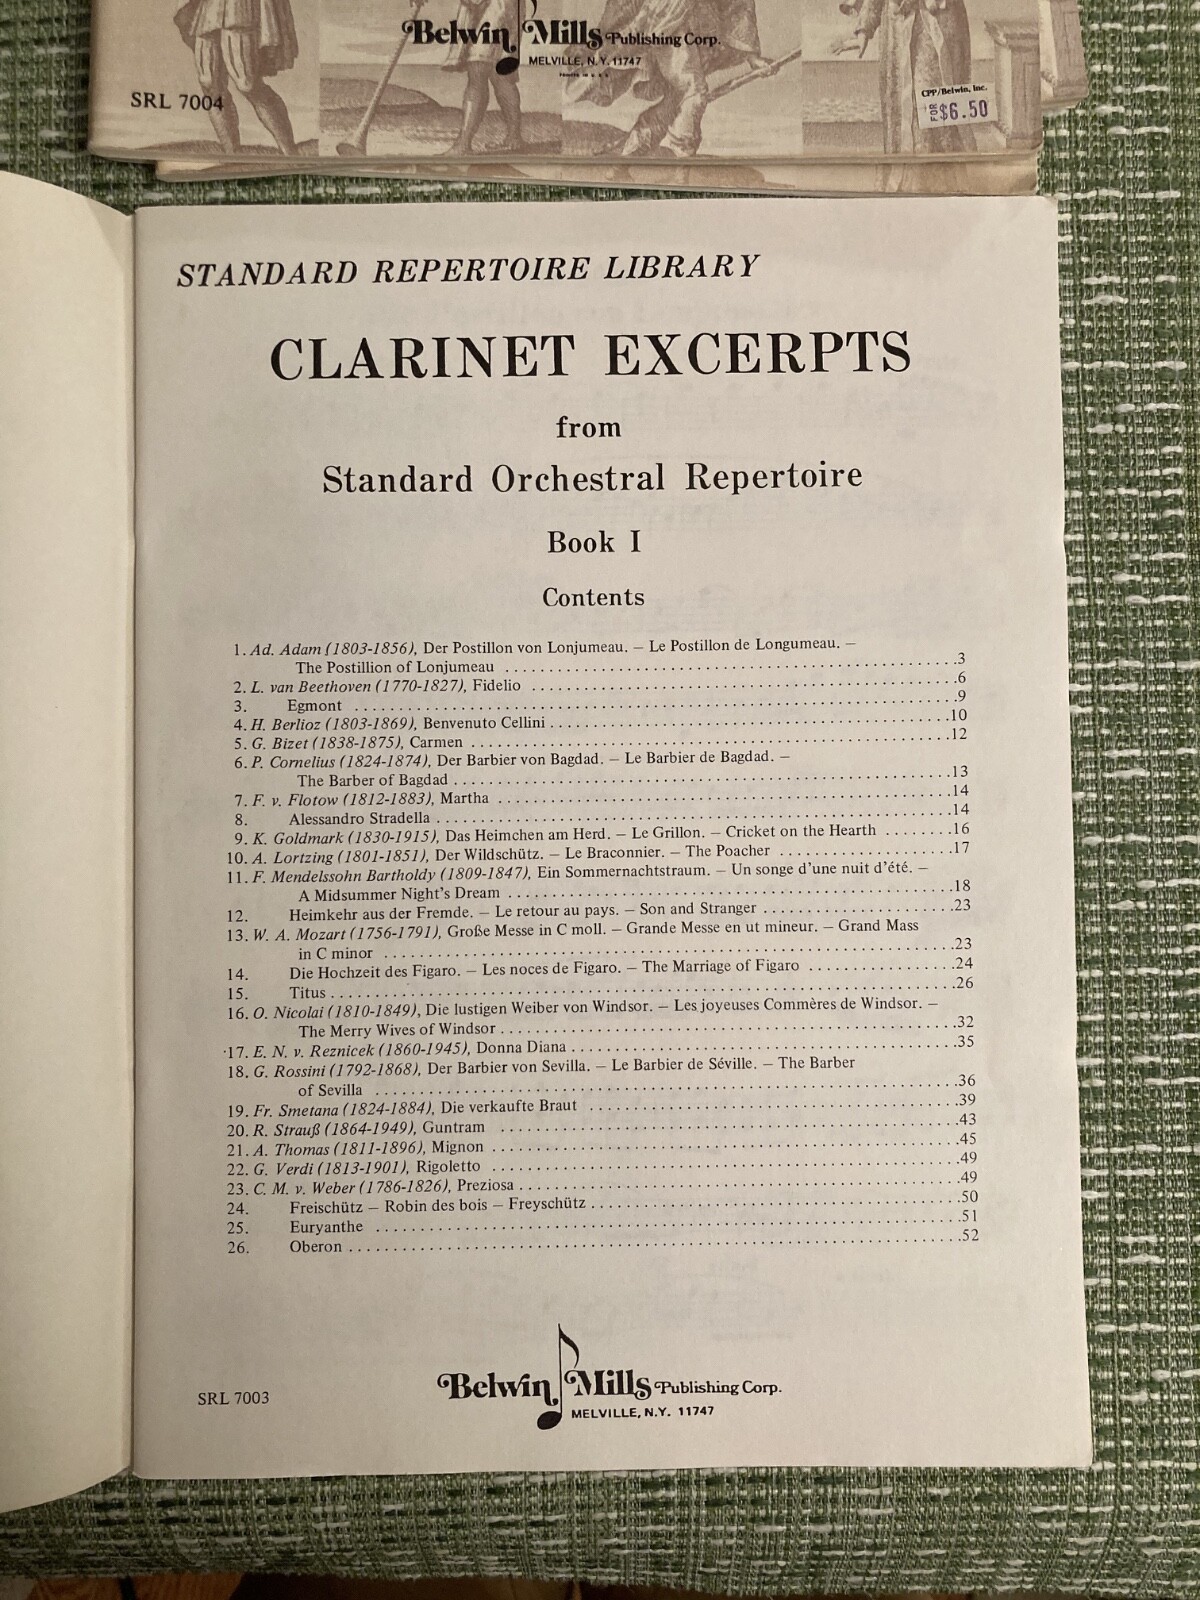 Belwin Mills Publishing Corp.
MELVILLE, N.Y. 11747
PRINTED IN U.S.A.
SRL 7004
CPP/Belwin, Inc.
FOR $6.50
STANDARD REPERTOIRE LIBRARY
CLARINET EXCERPTS
from
Standard Orchestral Repertoire
Book I
Contents
1. Ad. Adam (1803-1856), Der Postillon von Lonjumeau. – Le Postillon de Longumeau. –
The Postillion of Lonjumeau ........ 3
2. L. van Beethoven (1770-1827), Fidelio ........ 6
3. Egmont ........ 9
4. H. Berlioz (1803-1869), Benvenuto Cellini ........ 10
5. G. Bizet (1838-1875), Carmen ........ 12
6. P. Cornelius (1824-1874), Der Barbier von Bagdad. – Le Barbier de Bagdad. –
The Barber of Bagdad ........ 13
7. F. v. Flotow (1812-1883), Martha ........ 14
8. Alessandro Stradella ........ 14
9. K. Goldmark (1830-1915), Das Heimchen am Herd. – Le Grillon. – Cricket on the Hearth ........ 16
10. A. Lortzing (1801-1851), Der Wildschütz. – Le Braconnier. – The Poacher ........ 17
11. F. Mendelssohn Bartholdy (1809-1847), Ein Sommernachtstraum. – Un songe d'une nuit d'été. –
A Midsummer Night's Dream ........ 18
12. Heimkehr aus der Fremde. – Le retour au pays. – Son and Stranger ........ 23
13. W. A. Mozart (1756-1791), Große Messe in C moll. – Grande Messe en ut mineur. – Grand Mass
in C minor ........ 23
14. Die Hochzeit des Figaro. – Les noces de Figaro. – The Marriage of Figaro ........ 24
15. Titus ........ 26
16. O. Nicolai (1810-1849), Die lustigen Weiber von Windsor. – Les joyeuses Commères de Windsor. –
The Merry Wives of Windsor ........ 32
17. E. N. v. Reznicek (1860-1945), Donna Diana ........ 35
18. G. Rossini (1792-1868), Der Barbier von Sevilla. – Le Barbier de Séville. – The Barber
of Sevilla ........ 36
19. Fr. Smetana (1824-1884), Die verkaufte Braut ........ 39
20. R. Strauß (1864-1949), Guntram ........ 43
21. A. Thomas (1811-1896), Mignon ........ 45
22. G. Verdi (1813-1901), Rigoletto ........ 49
23. C. M. v. Weber (1786-1826), Preziosa ........ 49
24. Freischütz – Robin des bois – Freyschütz ........ 50
25. Euryanthe ........ 51
26. Oberon ........ 52
SRL 7003
Belwin Mills Publishing Corp.
MELVILLE, N.Y. 11747